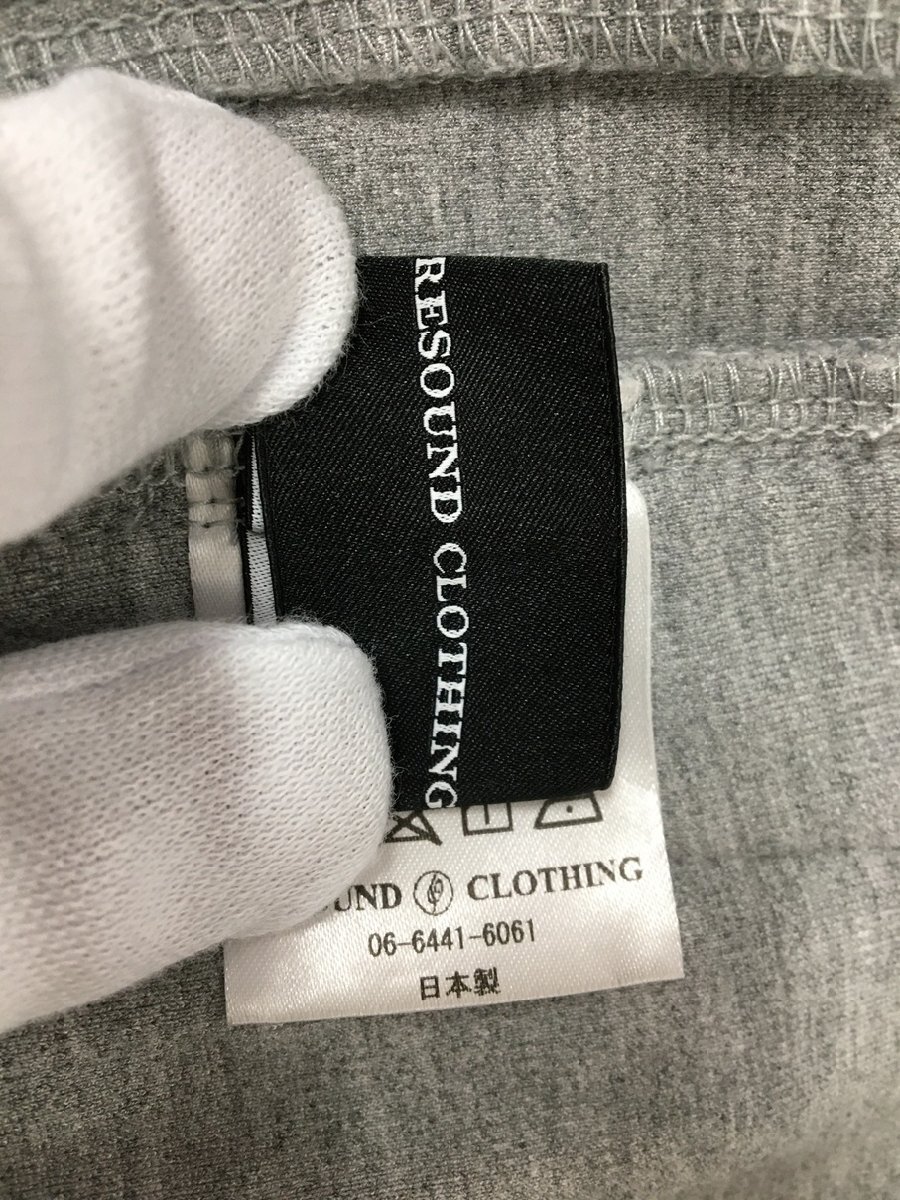 RESOUND CLOTHING
UND CLOTHING
06-6441-6061
日本製